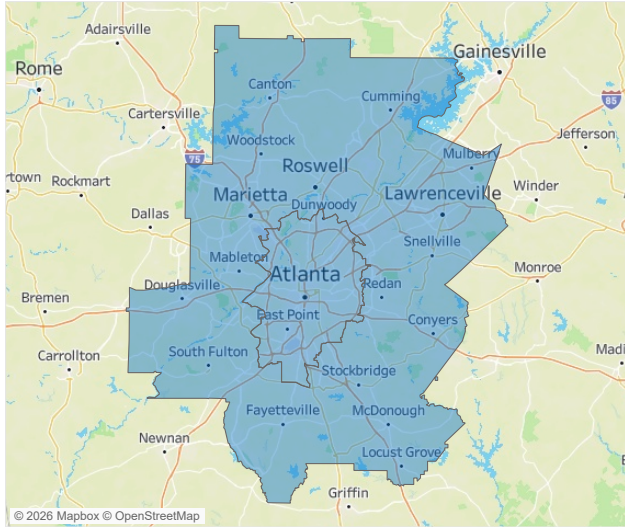 Adairsville
Gainesville
Rome
Canton
Cumming
85
Cartersville
Jefferson
Woodstock
75
Mulberry
Roswell
town
Rockmart
Marietta
Lawrenceville
Winder
Dunwoody
Dallas
Snellville
Mableton
Atlanta
Monroe
Douglasville
Redan
Bremen
East Point
Conyers
Carrollton
South Fulton
Madi
Stockbridge
Fayetteville
McDonough
Newnan
Locust Grove
Griffin
© 2026 Mapbox © OpenStreetMap